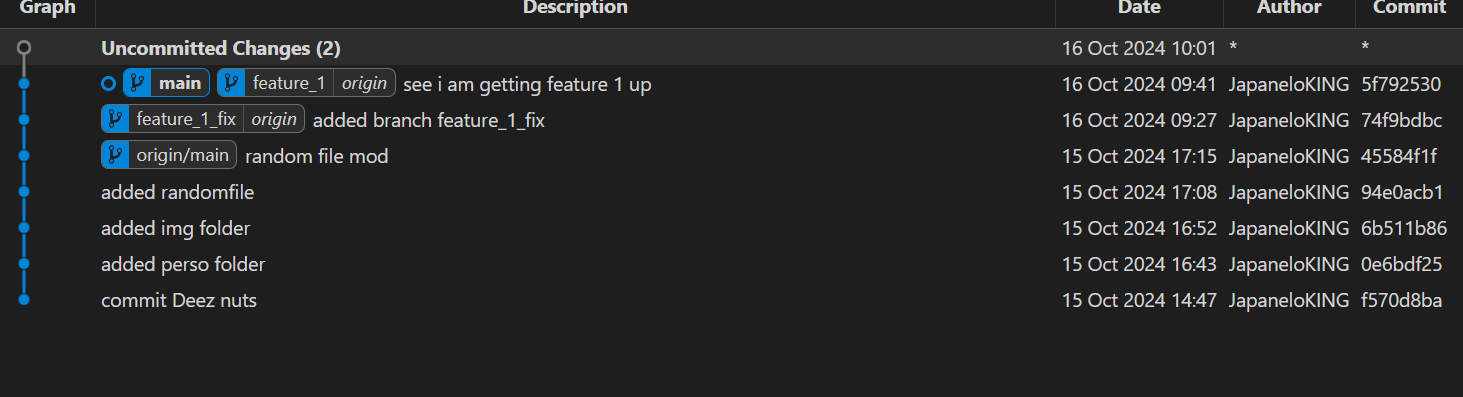 Graph Description Date Author Commit
Uncommitted Changes (2) 16 Oct 2024 10:01 * *
main feature_1 origin see i am getting feature 1 up 16 Oct 2024 09:41 JapaneloKING 5f792530
feature_1_fix origin added branch feature_1_fix 16 Oct 2024 09:27 JapaneloKING 74f9bdbc
origin/main random file mod 15 Oct 2024 17:15 JapaneloKING 45584f1f
added randomfile 15 Oct 2024 17:08 JapaneloKING 94e0acb1
added img folder 15 Oct 2024 16:52 JapaneloKING 6b511b86
added perso folder 15 Oct 2024 16:43 JapaneloKING 0e6bdf25
commit Deez nuts 15 Oct 2024 14:47 JapaneloKING f570d8ba